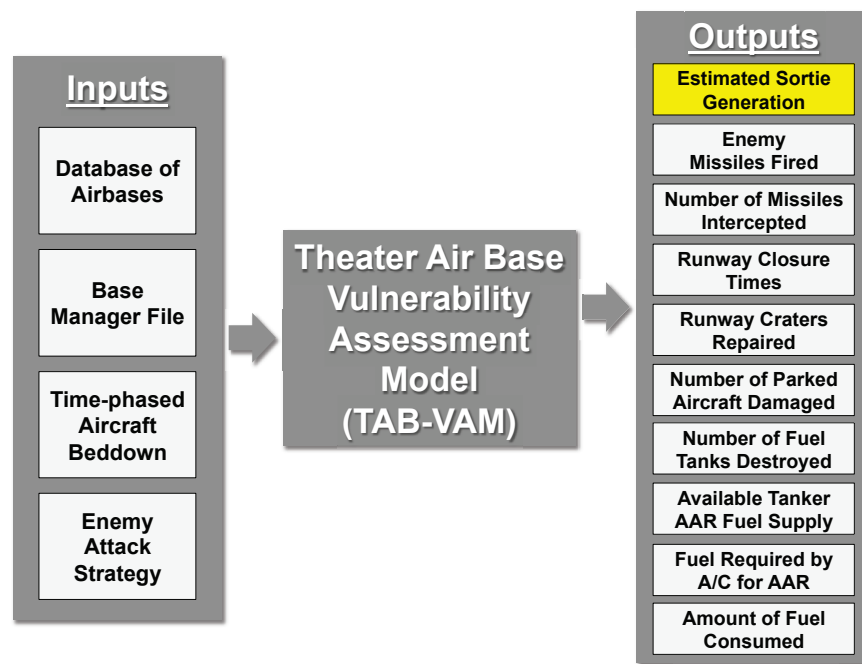 Inputs
Database of
Airbases
Base
Manager File
Time-phased
Aircraft
Beddown
Enemy
Attack
Strategy
Theater Air Base
Vulnerability
Assessment
Model
(TAB-VAM)
Outputs
Estimated Sortie
Generation
Enemy
Missiles Fired
Number of Missiles
Intercepted
Runway Closure
Times
Runway Craters
Repaired
Number of Parked
Aircraft Damaged
Number of Fuel
Tanks Destroyed
Available Tanker
AAR Fuel Supply
Fuel Required by
A/C for AAR
Amount of Fuel
Consumed